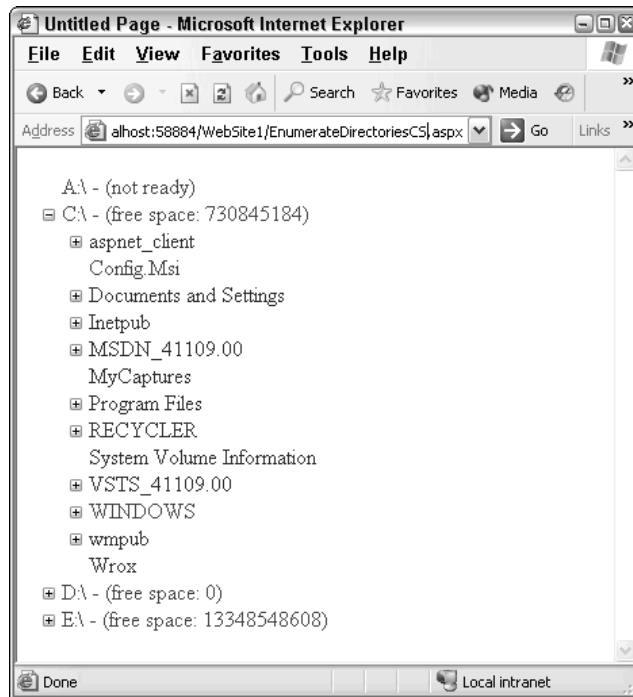 Untitled Page - Microsoft Internet Explorer
File Edit View Favorites Tools Help
Back Search Favorites Media »
Address alhost:58884/WebSite1/EnumerateDirectoriesCS.aspx Go Links »
A:\ - (not ready)
C:\ - (free space: 730845184)
aspnet_client
Config.Msi
Documents and Settings
Inetpub
MSDN_41109.00
MyCaptures
Program Files
RECYCLER
System Volume Information
VSTS_41109.00
WINDOWS
wmpub
Wrox
D:\ - (free space: 0)
E:\ - (free space: 13348548608)
Done Local intranet